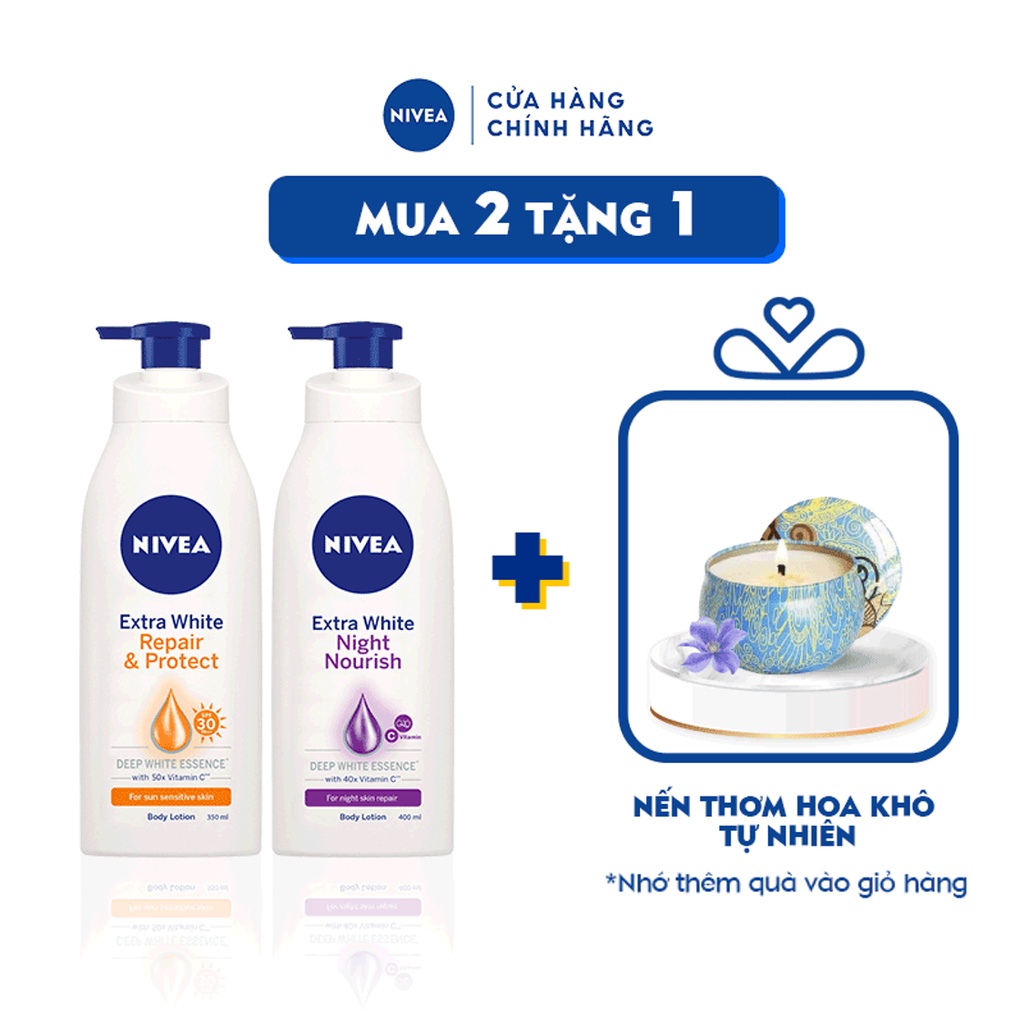 NIVEA
CỬA HÀNG
CHÍNH HÃNG
MUA 2 TẶNG 1
NIVEA
Extra White
Repair
& Protect
SPF
30
DEEP WHITE ESSENCE
with 50x Vitamin C
For sun sensitive skin
Body Lotion 350 ml
NIVEA
Extra White
Night
Nourish
C Vitamin
DEEP WHITE ESSENCE
with 40x Vitamin C
For night skin repair
Body Lotion 400 ml
NẾN THƠM HOA KHÔ
TỰ NHIÊN
*Nhớ thêm quà vào giỏ hàng